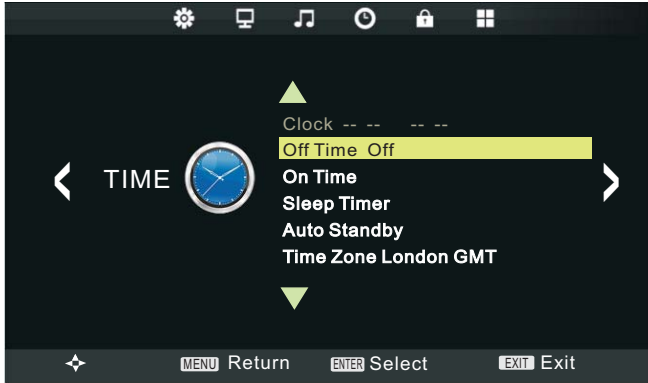 Clock -- -- -- --
Off Time Off
TIME
On Time
Sleep Timer
Auto Standby
Time Zone London GMT
MENU Return ENTER Select EXIT Exit